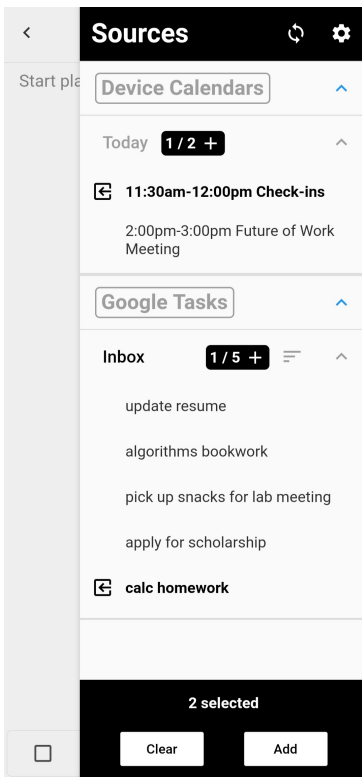 Sources
Start pla
Device Calendars
Today 1 / 2 +
11:30am-12:00pm Check-ins
2:00pm-3:00pm Future of Work
Meeting
Google Tasks
Inbox 1 / 5 +
update resume
algorithms bookwork
pick up snacks for lab meeting
apply for scholarship
calc homework
2 selected
Clear Add